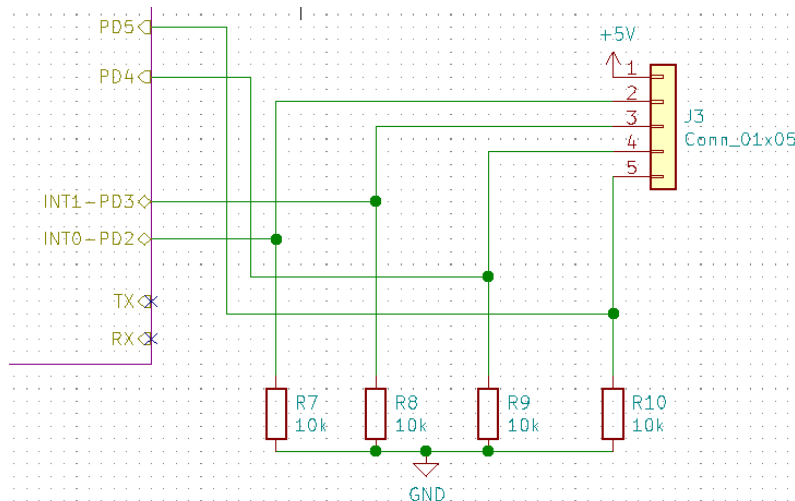 PD5
+5V
PD4
1
2
3
J3
Conn_01x05
4
5
INT1-PD3
INT0-PD2
TX
RX
R7
10k
R8
10k
R9
10k
R10
10k
GND